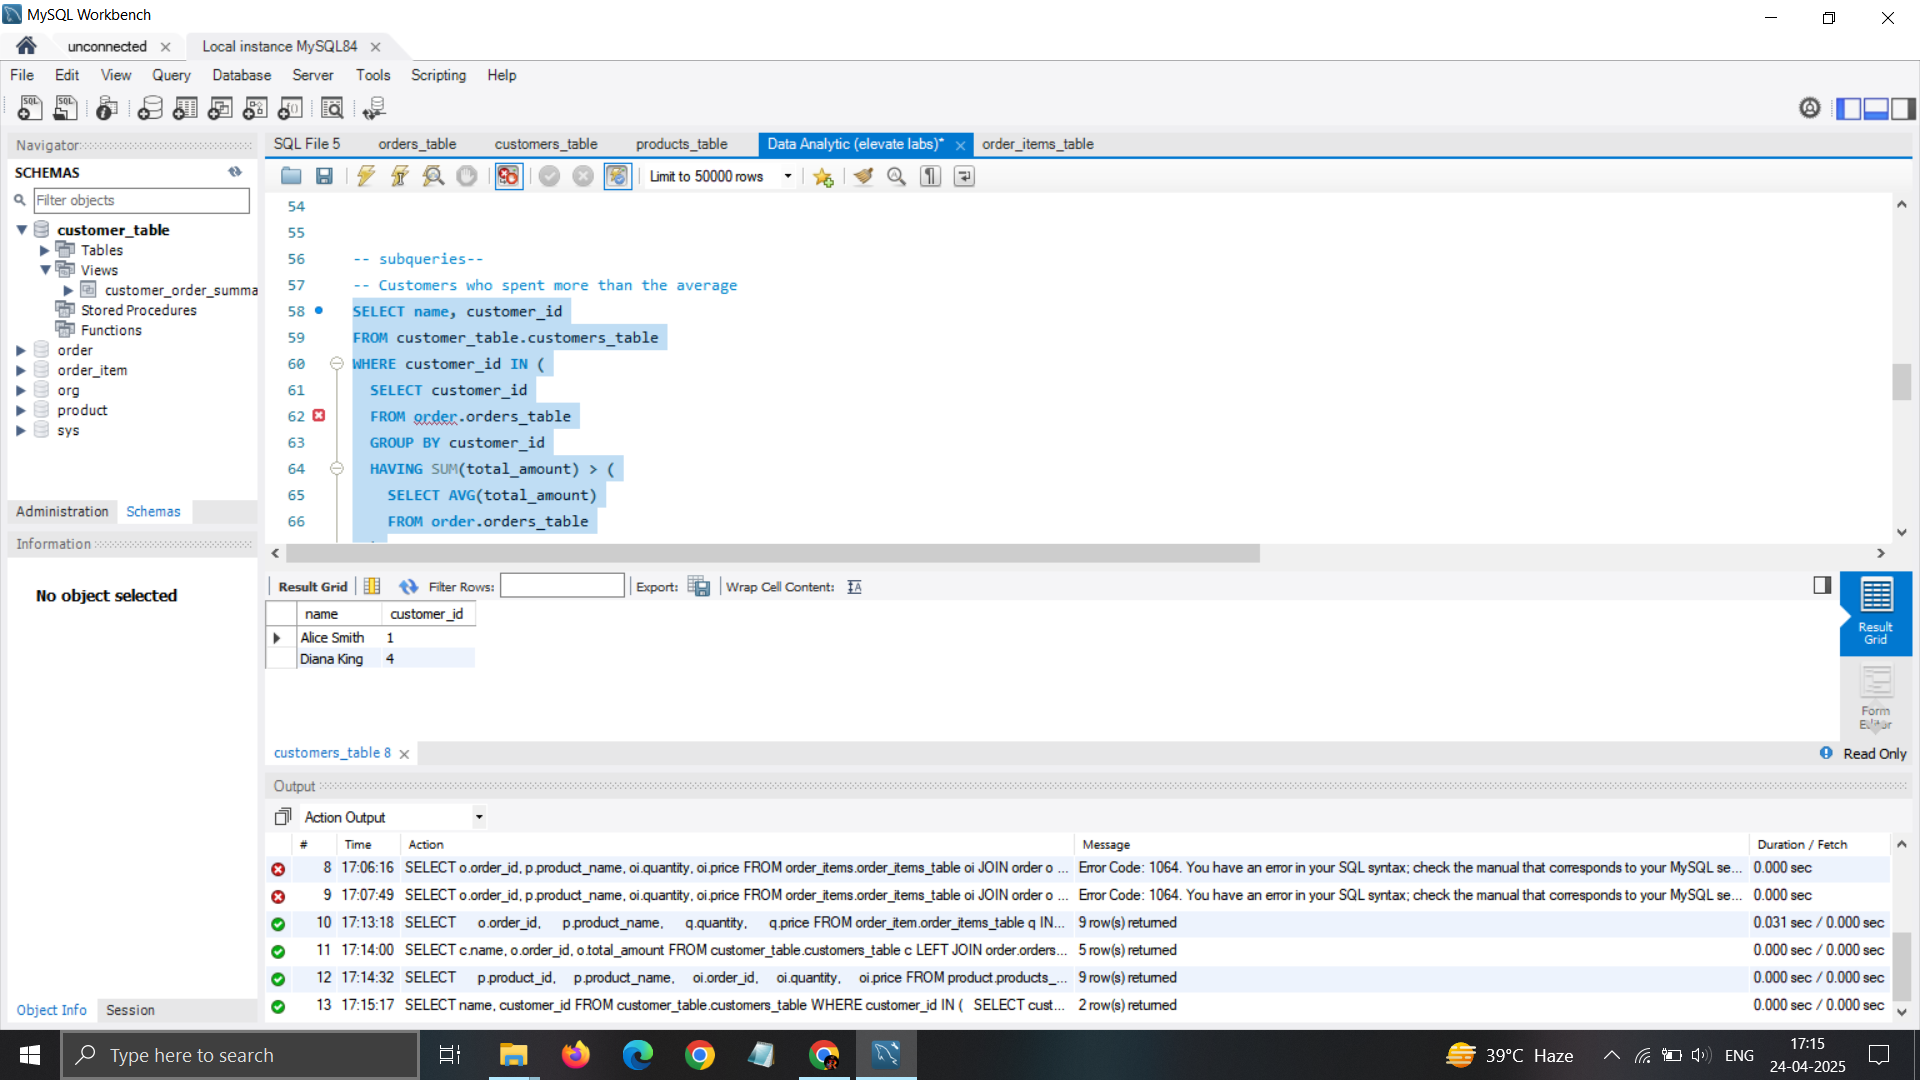 MySQL Workbench
unconnected
Local instance MySQL84
File Edit View Query Database Server Tools Scripting Help
Navigator
SCHEMAS
Filter objects
customer_table
Tables
Views
customer_order_summa
Stored Procedures
Functions
order
order_item
org
product
sys
Administration Schemas
Information
No object selected
Object Info Session
SQL File 5 orders_table customers_table products_table Data Analytic (elevate labs)* order_items_table
Limit to 50000 rows
54
55
56 -- subqueries--
57 -- Customers who spent more than the average
58 SELECT name, customer_id
59 FROM customer_table.customers_table
60 WHERE customer_id IN (
61 SELECT customer_id
62 FROM order.orders_table
63 GROUP BY customer_id
64 HAVING SUM(total_amount) > (
65 SELECT AVG(total_amount)
66 FROM order.orders_table
Result Grid Filter Rows: Export: Wrap Cell Content:
name customer_id
Alice Smith 1
Diana King 4
Result Grid
Form Editor
customers_table 8
Read Only
Output
Action Output
# Time Action Message Duration / Fetch
8 17:06:16 SELECT o.order_id, p.product_name, oi.quantity, oi.price FROM order_items.order_items_table oi JOIN order o ... Error Code: 1064. You have an error in your SQL syntax; check the manual that corresponds to your MySQL se... 0.000 sec
9 17:07:49 SELECT o.order_id, p.product_name, oi.quantity, oi.price FROM order_items.order_items_table oi JOIN order o ... Error Code: 1064. You have an error in your SQL syntax; check the manual that corresponds to your MySQL se... 0.000 sec
10 17:13:18 SELECT o.order_id, p.product_name, q.quantity, q.price FROM order_item.order_items_table q IN... 9 row(s) returned 0.031 sec / 0.000 sec
11 17:14:00 SELECT c.name, o.order_id, o.total_amount FROM customer_table.customers_table c LEFT JOIN order.orders... 5 row(s) returned 0.000 sec / 0.000 sec
12 17:14:32 SELECT p.product_id, p.product_name, oi.order_id, oi.quantity, oi.price FROM product.products_... 9 row(s) returned 0.000 sec / 0.000 sec
13 17:15:17 SELECT name, customer_id FROM customer_table.customers_table WHERE customer_id IN ( SELECT cust... 2 row(s) returned 0.000 sec / 0.000 sec
Type here to search
39°C Haze
ENG
17:15
24-04-2025